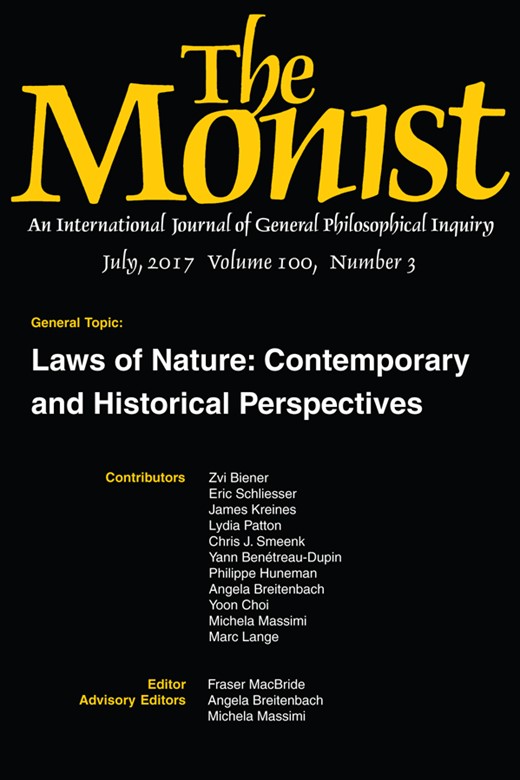 The
Monist
An International Journal of General Philosophical Inquiry
July, 2017 Volume 100, Number 3
General Topic:
Laws of Nature: Contemporary
and Historical Perspectives
Contributors Zvi Biener
Eric Schliesser
James Kreines
Lydia Patton
Chris J. Smeenk
Yann Benétreau-Dupin
Philippe Huneman
Angela Breitenbach
Yoon Choi
Michela Massimi
Marc Lange
Editor Fraser MacBride
Advisory Editors Angela Breitenbach
Michela Massimi